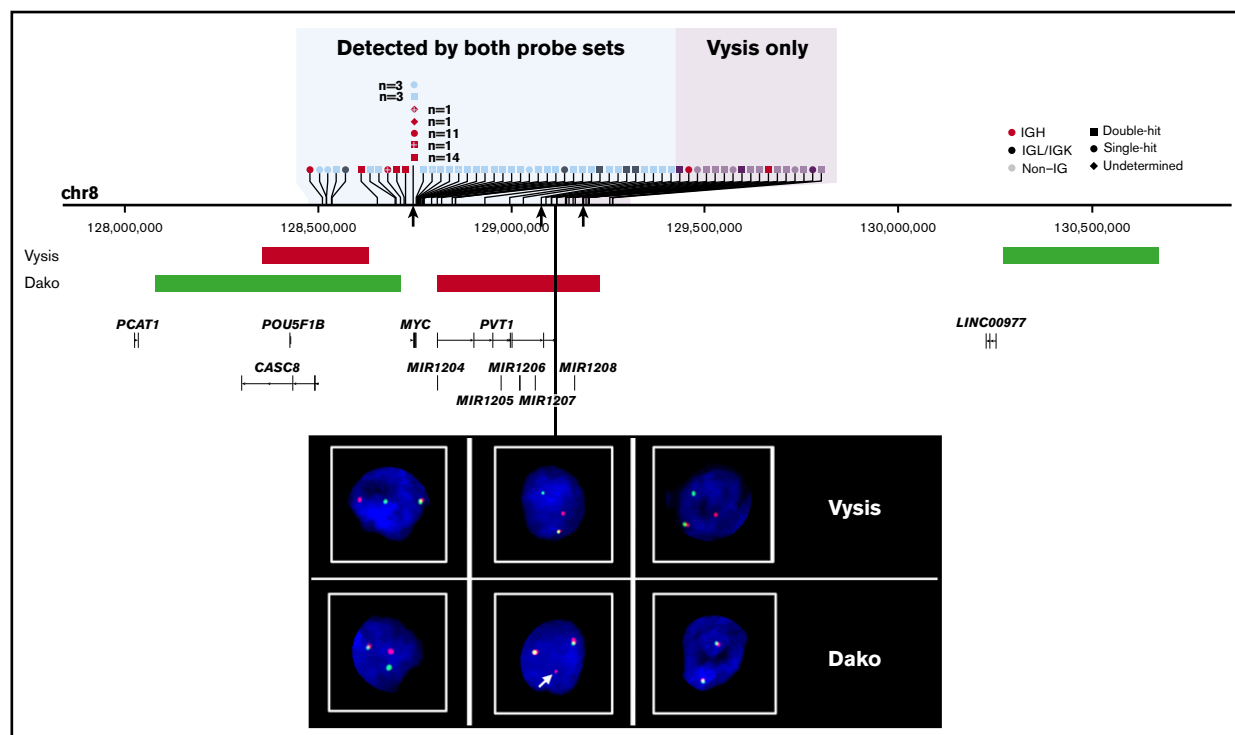 Detected by both probe sets
Vysis only
n=3
n=3
n=1
n=1
n=11
n=1
n=14
IGH
IGL/IGK
Non–IG
Double-hit
Single-hit
Undetermined
chr8
128,000,000
128,500,000
129,000,000
129,500,000
130,000,000
130,500,000
Vysis
Dako
PCAT1
POU5F1B
MYC
PVT1
LINC00977
CASC8
MIR1204
MIR1206
MIR1208
MIR1205
MIR1207
Vysis
Dako